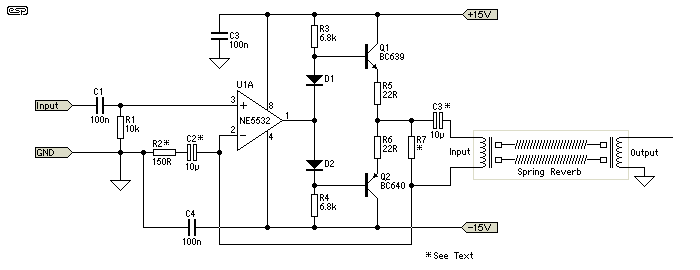 esp
+15V
C3
100n
R3
6.8k
Q1
BC639
D1
U1A
NE5532
3
+
8
1
2
−
4
Input
C1
100n
R1
10k
R5
22R
C3*
10µ
GND
R2*
150R
C2*
10µ
R6
22R
R7
*
Input
Output
Spring Reverb
D2
Q2
BC640
R4
6.8k
C4
100n
-15V
*See Text